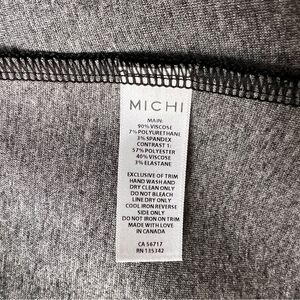 MICHI
MAIN:
90% VISCOSE
7% POLYURETHANE
3% SPANDEX
CONTRAST 1:
57% POLYESTER
40% VISCOSE
3% ELASTANE
EXCLUSIVE OF TRIM
HAND WASH AND
DRY CLEAN ONLY
DO NOT BLEACH
LINE DRY ONLY
COOL IRON REVERSE
SIDE ONLY
DO NOT IRON ON TRIM
MADE WITH LOVE
IN CANADA
CA 56717
RN 135342